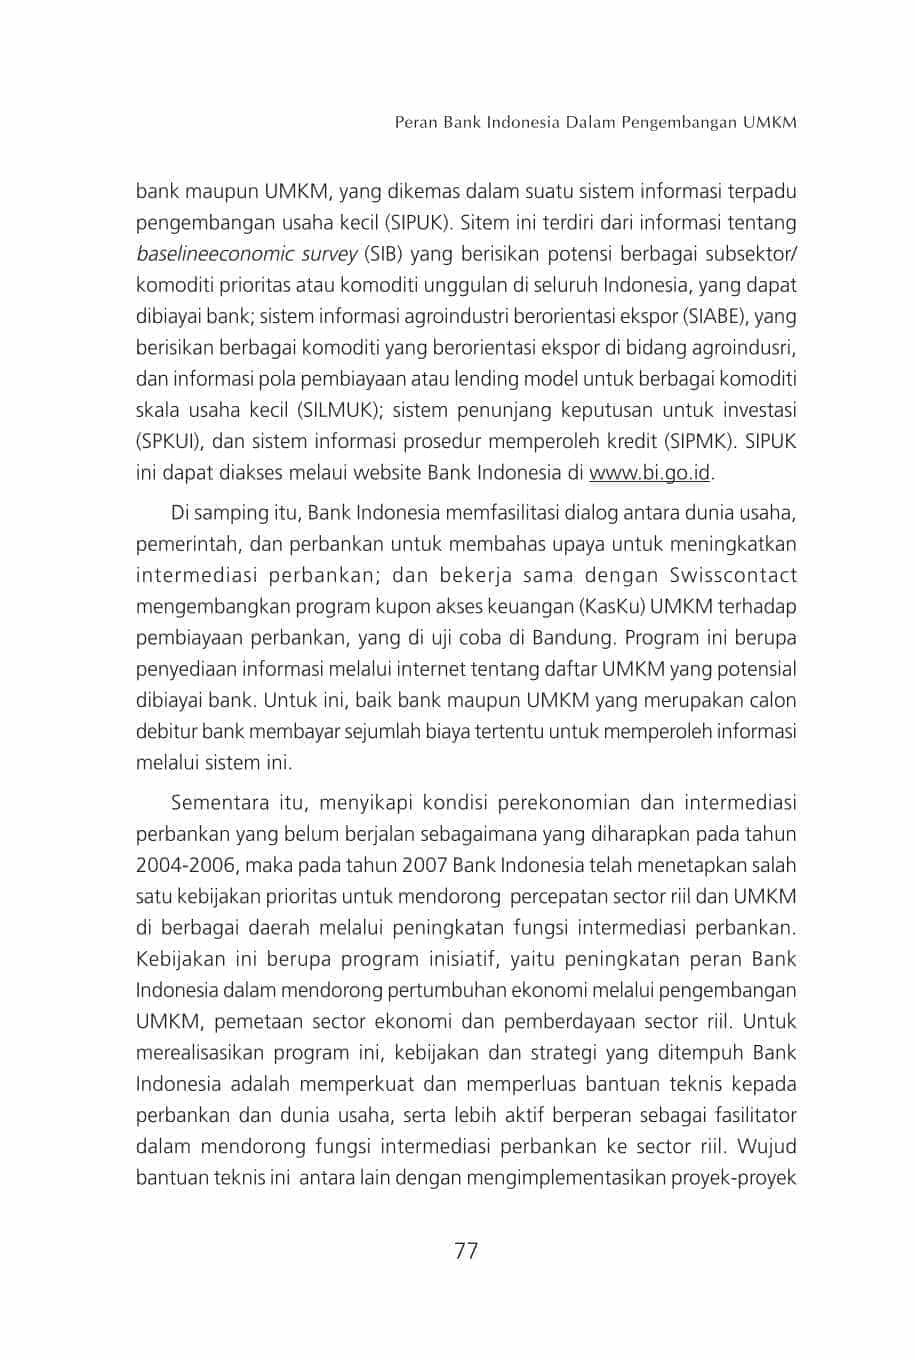 Peran Bank Indonesia Dalam Pengembangan UMKM
bank maupun UMKM, yang dikemas dalam suatu sistem informasi terpadu
pengembangan usaha kecil (SIPUK). Sitem ini terdiri dari informasi tentang
baselineeconomic survey (SIB) yang berisikan potensi berbagai subsektor/
komoditi prioritas atau komoditi unggulan di seluruh Indonesia, yang dapat
dibiayai bank; sistem informasi agroindustri berorientasi ekspor (SIABE), yang
berisikan berbagai komoditi yang berorientasi ekspor di bidang agroindusri,
dan informasi pola pembiayaan atau lending model untuk berbagai komoditi
skala usaha kecil (SILMUK); sistem penunjang keputusan untuk investasi
(SPKUI), dan sistem informasi prosedur memperoleh kredit (SIPMK). SIPUK
ini dapat diakses melaui website Bank Indonesia di www.bi.go.id.
Di samping itu, Bank Indonesia memfasilitasi dialog antara dunia usaha,
pemerintah, dan perbankan untuk membahas upaya untuk meningkatkan
intermediasi perbankan; dan bekerja sama dengan Swisscontact
mengembangkan program kupon akses keuangan (KasKu) UMKM terhadap
pembiayaan perbankan, yang di uji coba di Bandung. Program ini berupa
penyediaan informasi melalui internet tentang daftar UMKM yang potensial
dibiayai bank. Untuk ini, baik bank maupun UMKM yang merupakan calon
debitur bank membayar sejumlah biaya tertentu untuk memperoleh informasi
melalui sistem ini.
Sementara itu, menyikapi kondisi perekonomian dan intermediasi
perbankan yang belum berjalan sebagaimana yang diharapkan pada tahun
2004-2006, maka pada tahun 2007 Bank Indonesia telah menetapkan salah
satu kebijakan prioritas untuk mendorong percepatan sector riil dan UMKM
di berbagai daerah melalui peningkatan fungsi intermediasi perbankan.
Kebijakan ini berupa program inisiatif, yaitu peningkatan peran Bank
Indonesia dalam mendorong pertumbuhan ekonomi melalui pengembangan
UMKM, pemetaan sector ekonomi dan pemberdayaan sector riil. Untuk
merealisasikan program ini, kebijakan dan strategi yang ditempuh Bank
Indonesia adalah memperkuat dan memperluas bantuan teknis kepada
perbankan dan dunia usaha, serta lebih aktif berperan sebagai fasilitator
dalam mendorong fungsi intermediasi perbankan ke sector riil. Wujud
bantuan teknis ini antara lain dengan mengimplementasikan proyek-proyek
77